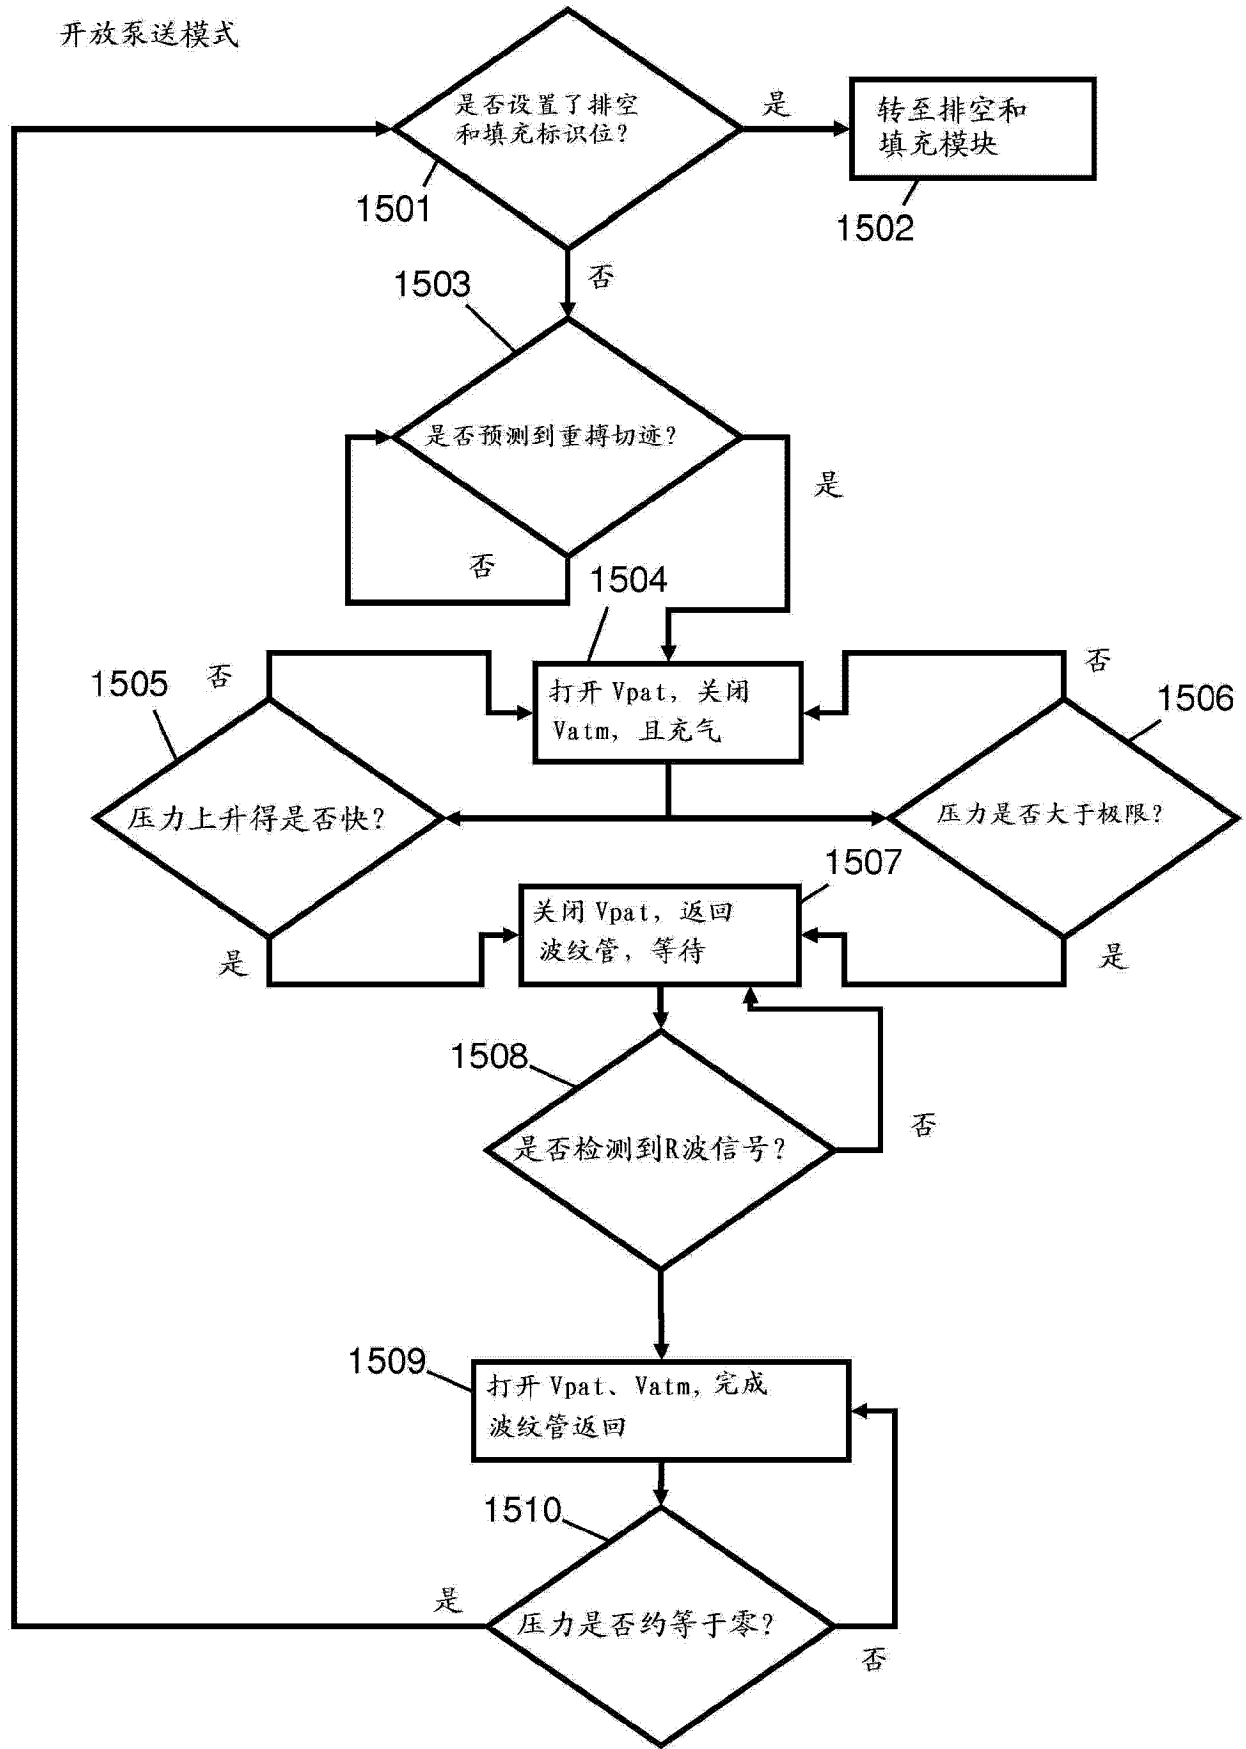 开放泵送模式
是否设置了排空
和填充标识位?
是
转至排空和
填充模块
1501
1502
否
1503
是否预测到重搏切迹?
是
否
1504
否
打开 Vpat, 关闭
Vatm, 且充气
否
1505
1506
压力上升得是否快?
压力是否大于极限?
1507
关闭 Vpat, 返回
波纹管, 等待
是
是
1508
否
是否检测到R波信号?
1509
打开 Vpat、Vatm, 完成
波纹管返回
1510
是
压力是否约等于零?
否